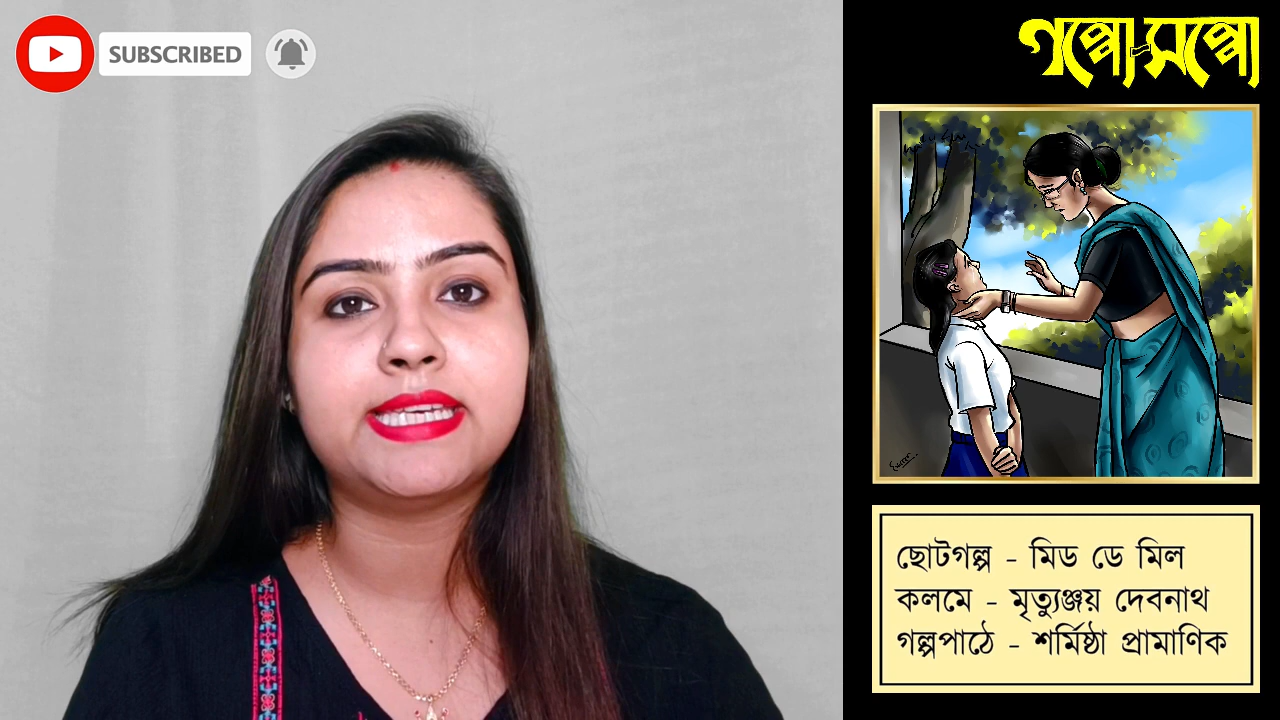 SUBSCRIBED
গপ্পো-সপ্পো
ছোটগল্প - মিড ডে মিল
কলমে - মৃত্যুঞ্জয় দেবনাথ
গল্পপাঠে - শর্মিষ্ঠা প্রামাণিক